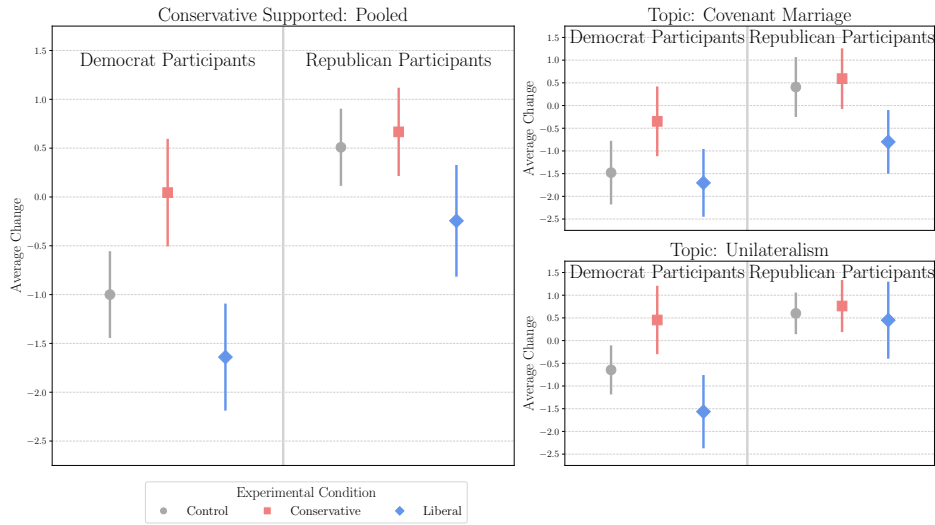 Conservative Supported: Pooled
Democrat Participants
Republican Participants
Average Change
1.5
1.0
0.5
0.0
−0.5
−1.0
−1.5
−2.0
−2.5
Topic: Covenant Marriage
Democrat Participants
Republican Participants
Average Change
1.5
1.0
0.5
0.0
−0.5
−1.0
−1.5
−2.0
−2.5
Topic: Unilateralism
Democrat Participants
Republican Participants
Average Change
1.5
1.0
0.5
0.0
−0.5
−1.0
−1.5
−2.0
−2.5
Experimental Condition
Control
Conservative
Liberal